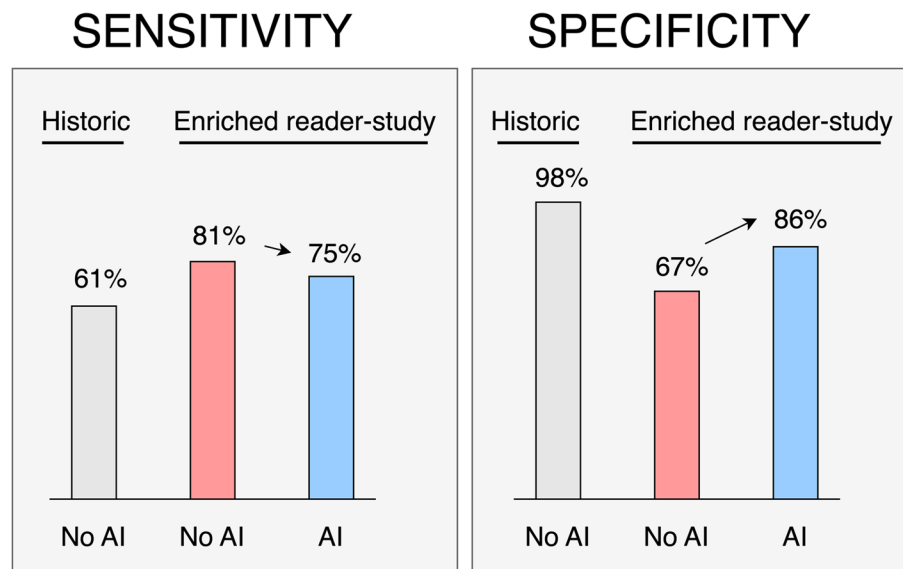 SENSITIVITY
Historic Enriched reader-study
61% 81% 75%
No AI No AI AI
SPECIFICITY
Historic Enriched reader-study
98% 67% 86%
No AI No AI AI